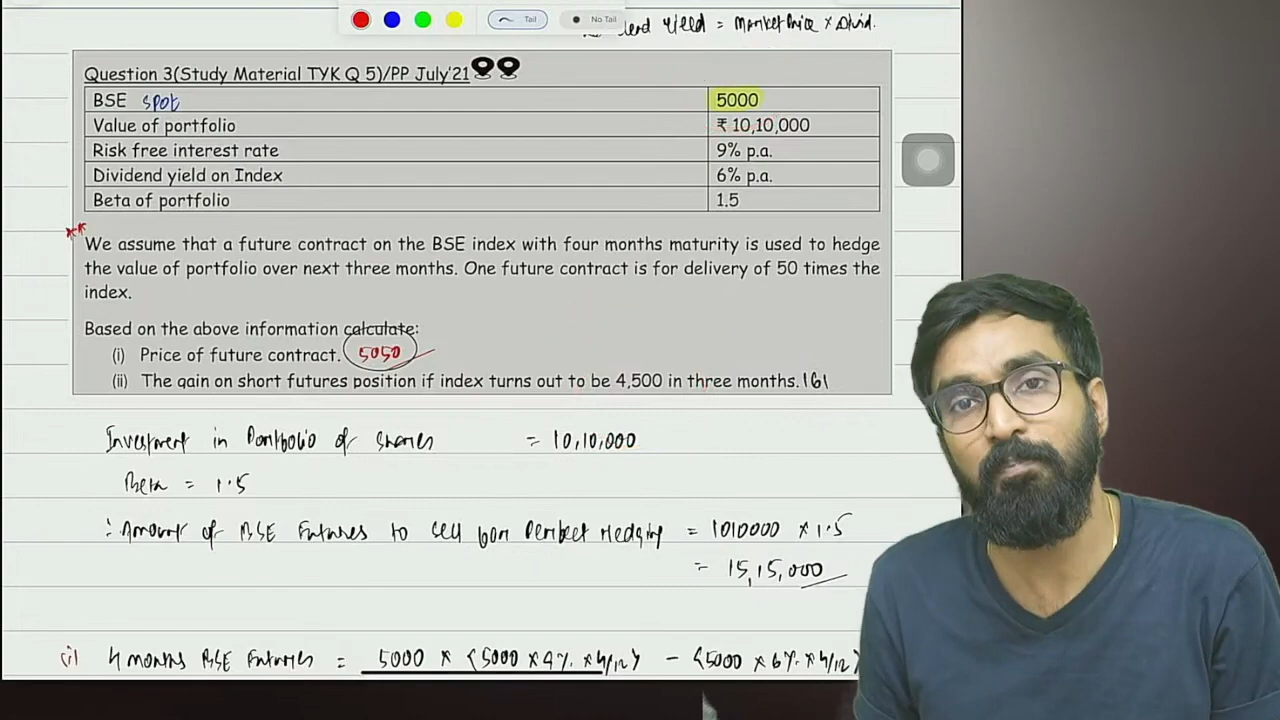 Yield = Market Price × Divid.
Tail
No Tail
Question 3(Study Material TYK Q 5)/PP July'21
BSE spot 5000
Value of portfolio ₹ 10,10,000
Risk free interest rate 9% p.a.
Dividend yield on Index 6% p.a.
Beta of portfolio 1.5
**
We assume that a future contract on the BSE index with four months maturity is used to hedge
the value of portfolio over next three months. One future contract is for delivery of 50 times the
index.
Based on the above information calculate:
(i) Price of future contract. 5050
(ii) The gain on short futures position if index turns out to be 4,500 in three months.
Investment in Portfolio of Shares = 10,10,000
Beta = 1.5
∴ Amount of BSE Futures to Sell for Perfect Hedging = 1010000 × 1.5
= 15,15,000
(i) 4 months BSE Futures = 5000 × {5000 × 9% × 4/12} - {5000 × 6% × 4/12}